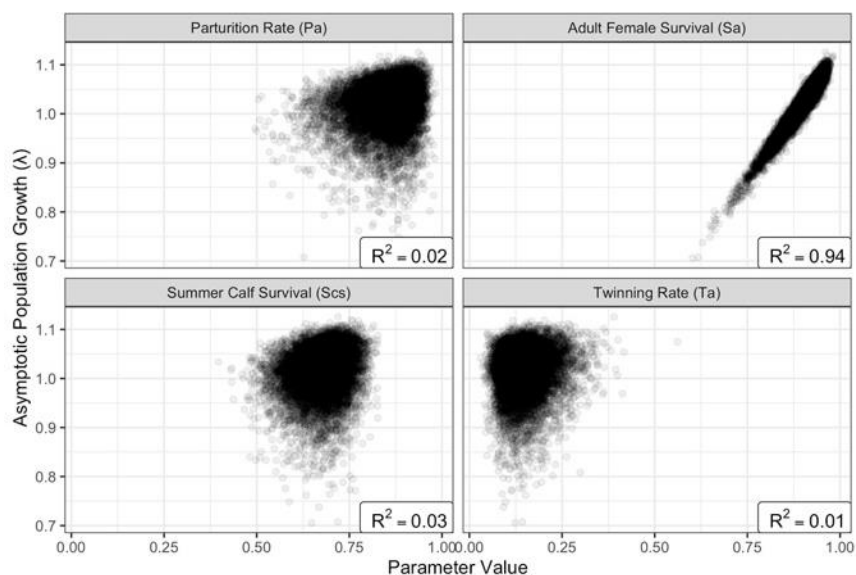 Parturition Rate (Pa)
Adult Female Survival (Sa)
1.1
1.0
0.9
0.8
0.7
R² = 0.02
R² = 0.94
Summer Calf Survival (Scs)
Twinning Rate (Ta)
1.1
1.0
0.9
0.8
0.7
R² = 0.03
R² = 0.01
0.00 0.25 0.50 0.75 1.00 0.00 0.25 0.50 0.75 1.00
Parameter Value
Asymptotic Population Growth (λ)